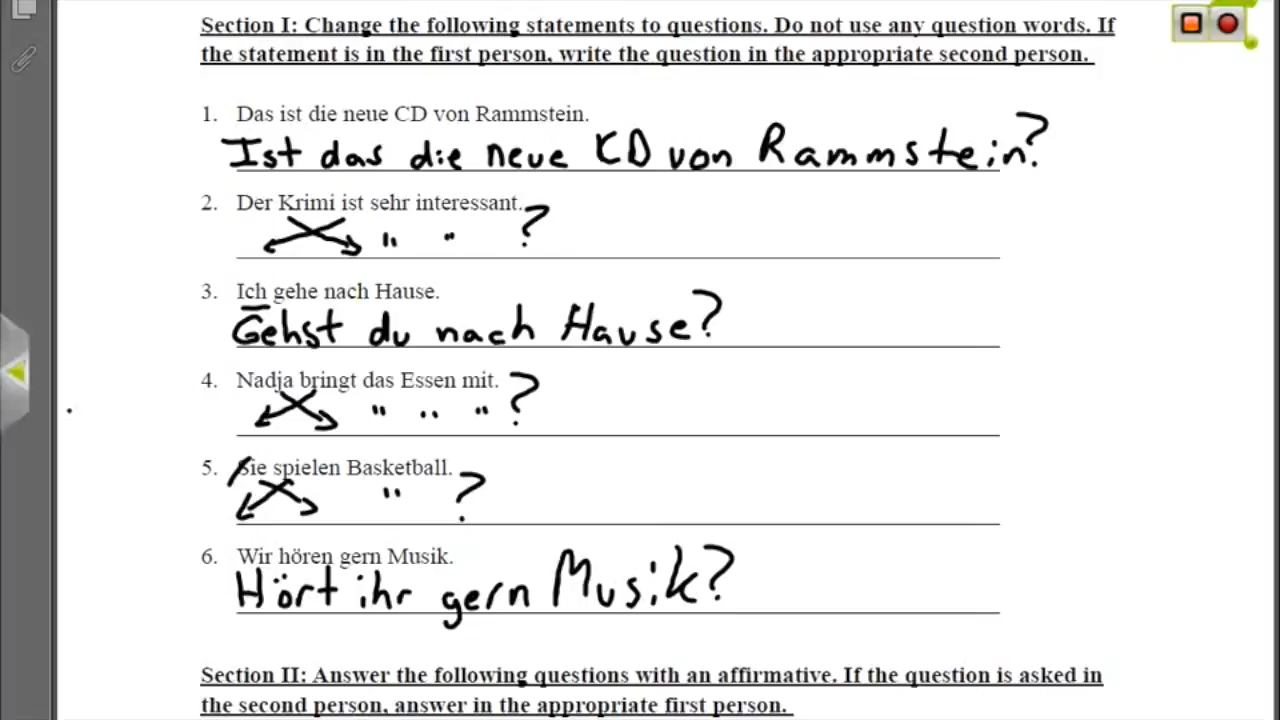 Section I: Change the following statements to questions. Do not use any question words. If
the statement is in the first person, write the question in the appropriate second person.
1. Das ist die neue CD von Rammstein.
Ist das die neue CD von Rammstein?
2. Der Krimi ist sehr interessant.
" " ?
3. Ich gehe nach Hause.
Gehst du nach Hause?
4. Nadja bringt das Essen mit.
" " " ?
5. Sie spielen Basketball.
" ?
6. Wir hören gern Musik.
Hört ihr gern Musik?
Section II: Answer the following questions with an affirmative. If the question is asked in
the second person, answer in the appropriate first person.